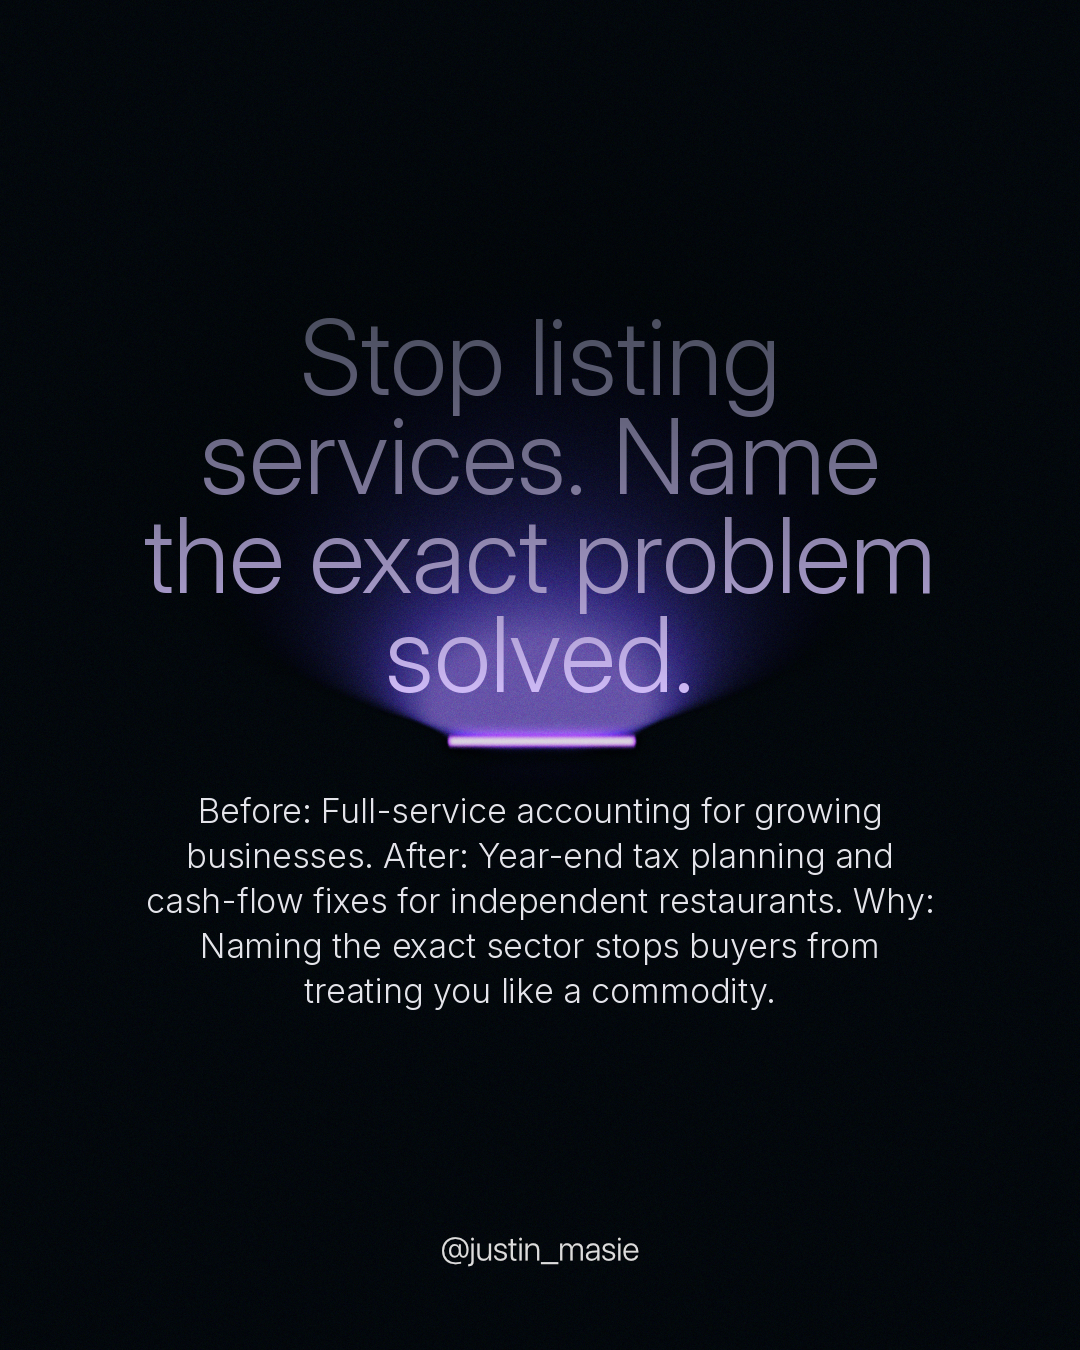 Stop listing
services. Name
the exact problem
solved.
Before: Full-service accounting for growing
businesses. After: Year-end tax planning and
cash-flow fixes for independent restaurants. Why:
Naming the exact sector stops buyers from
treating you like a commodity.
@justin_masie